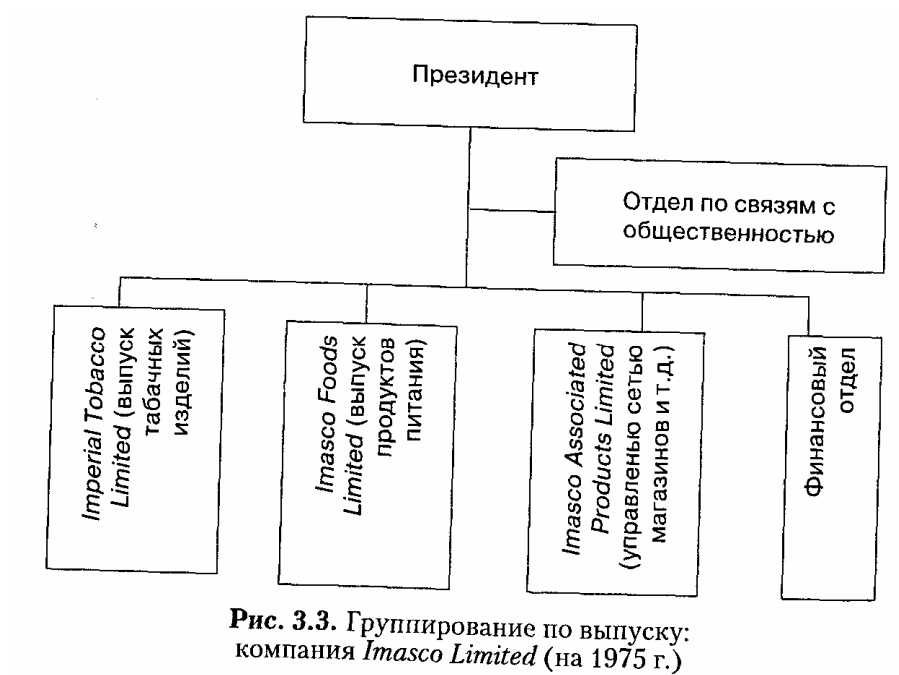 Президент
Отдел по связям с
общественностью
Imperial Tobacco
Limited (выпуск
табачных
изделий)
Imasco Foods
Limited (выпуск
продуктов
питания)
Imasco Associated
Products Limited
(управленью сетью
магазинов и т.д.)
Финансовый
отдел
Рис. 3.3. Группирование по выпуску:
компания Imasco Limited (на 1975 г.)